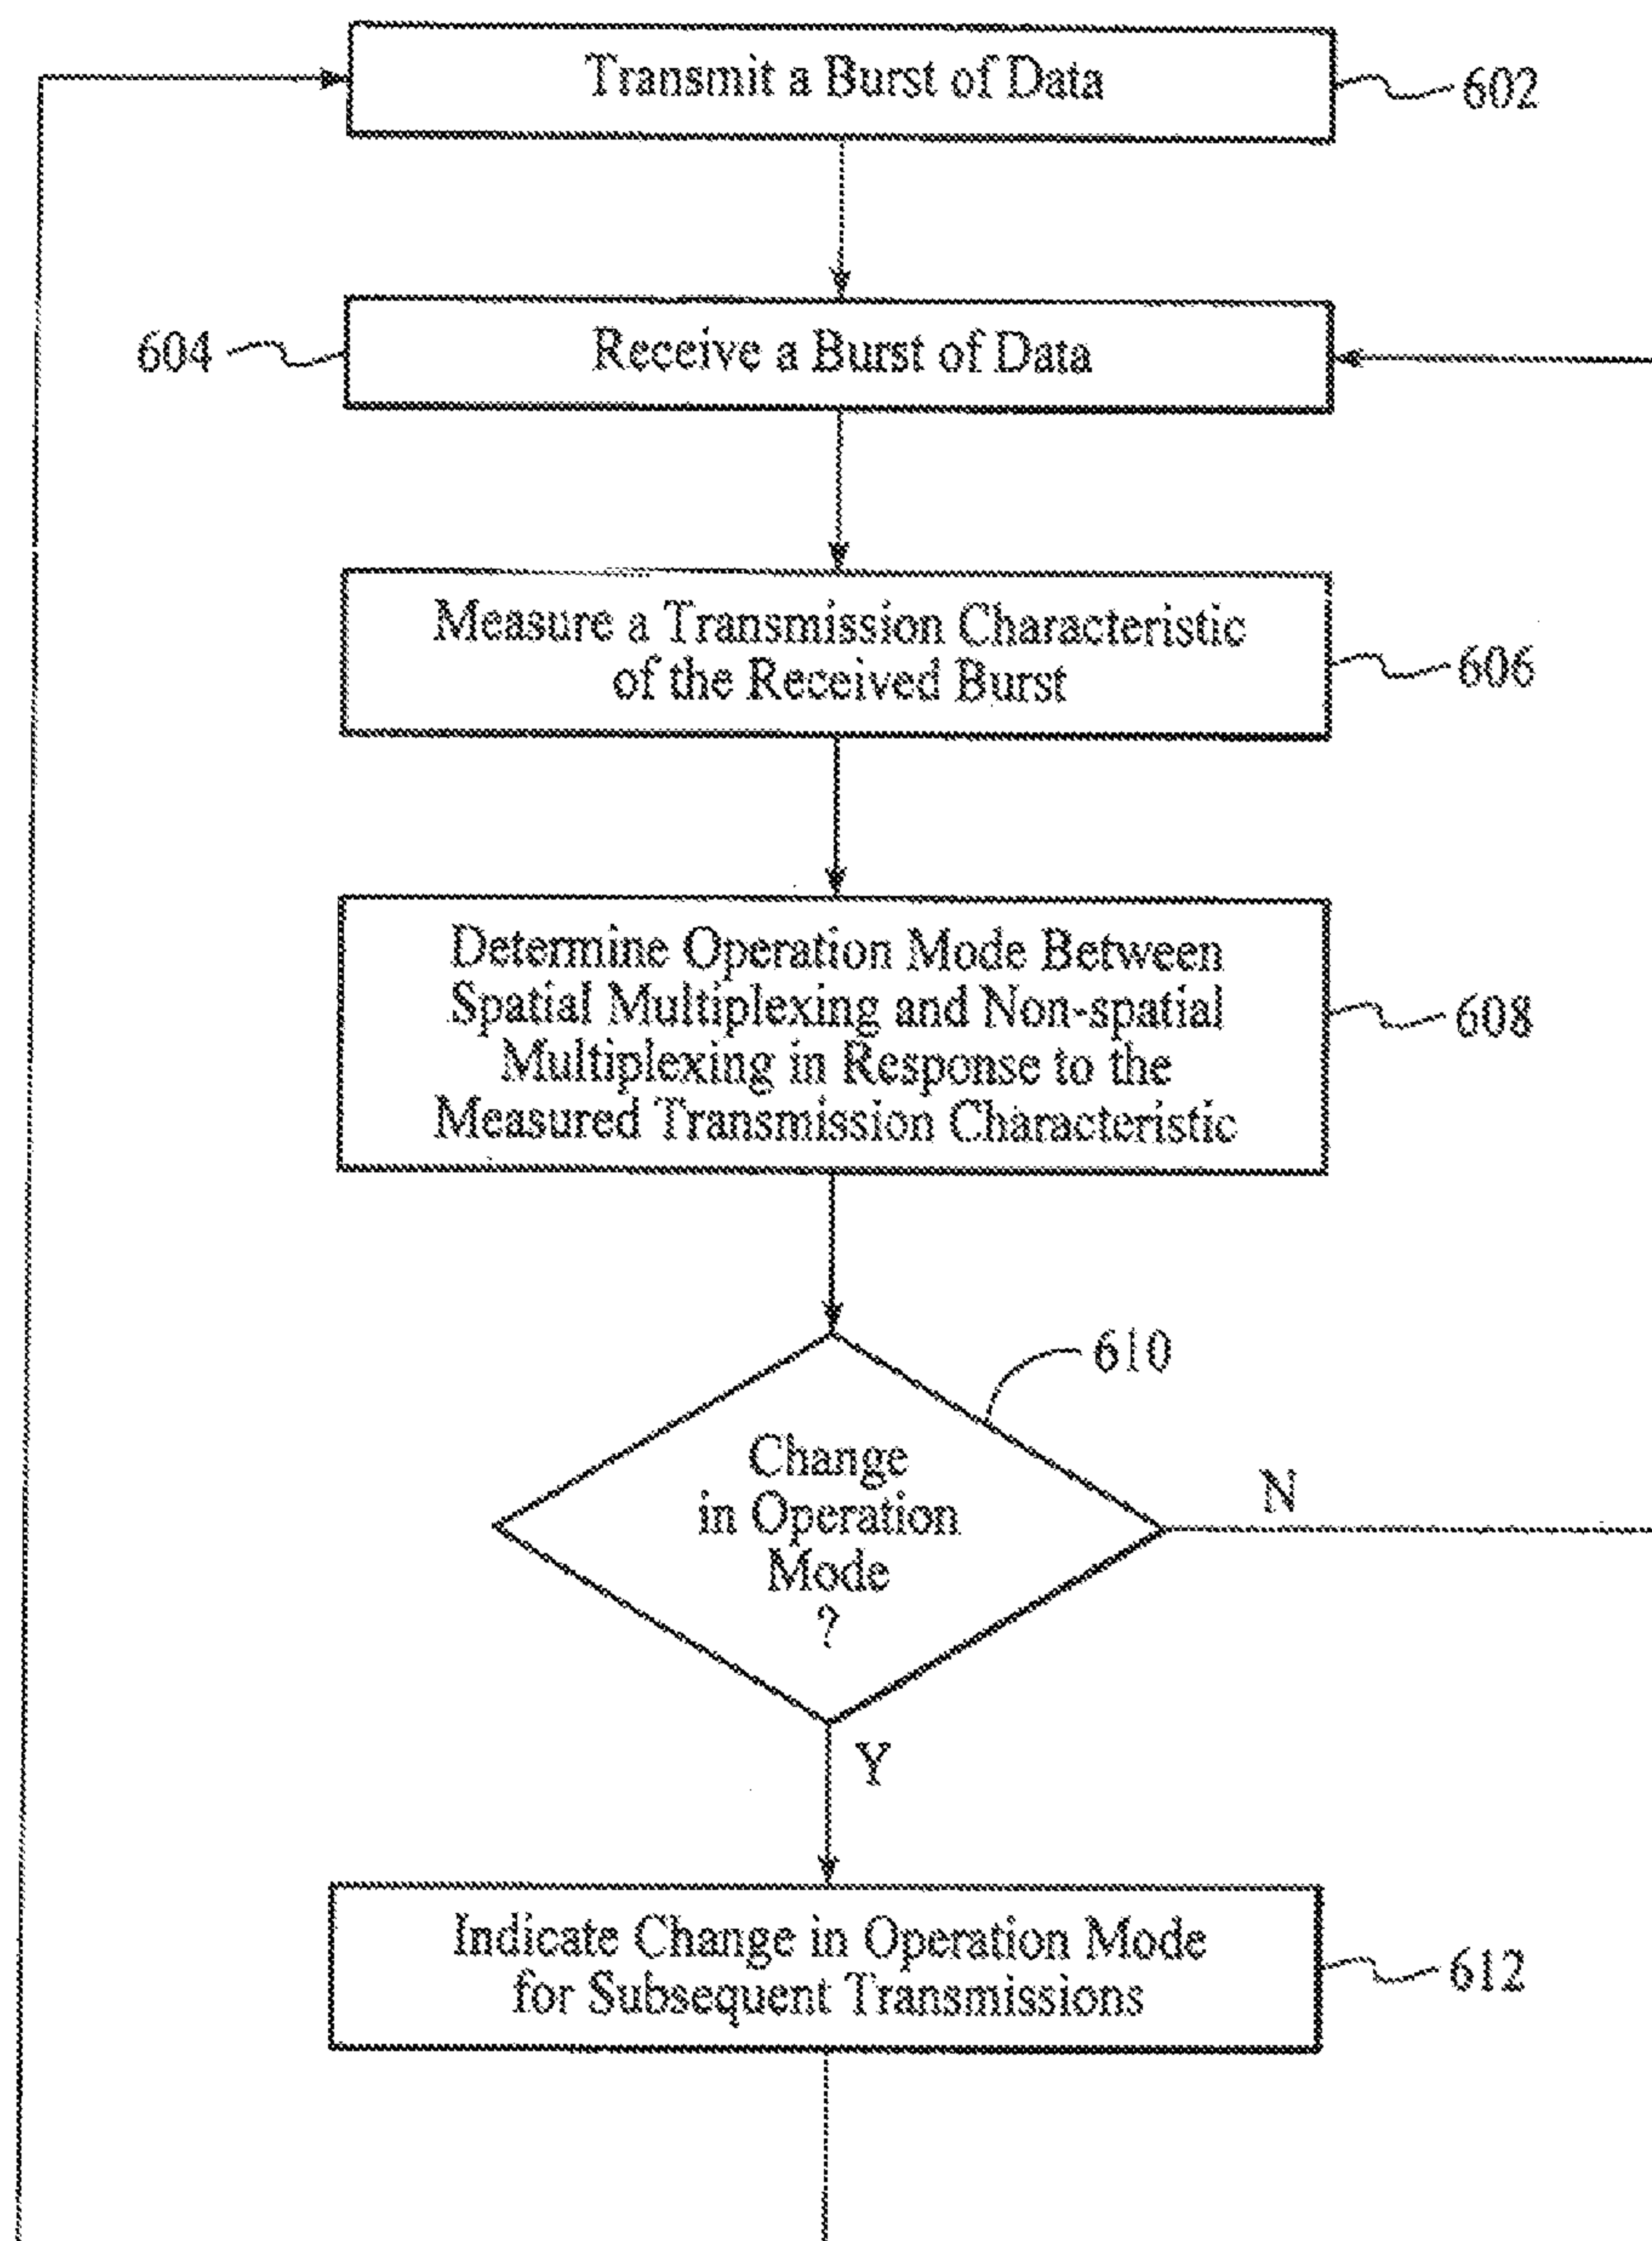 Transmit a Burst of Data
602
604
Receive a Burst of Data
Measure a Transmission Characteristic
of the Received Burst
606
Determine Operation Mode Between
Spatial Multiplexing and Non-spatial
Multiplexing in Response to the
Measured Transmission Characteristic
608
610
Change
in Operation
Mode
?
N
Y
Indicate Change in Operation Mode
for Subsequent Transmissions
612